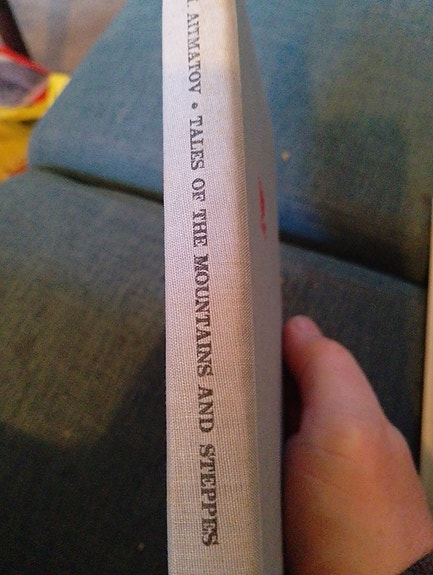 . AITMATOV • TALES OF THE MOUNTAINS AND STEPPES